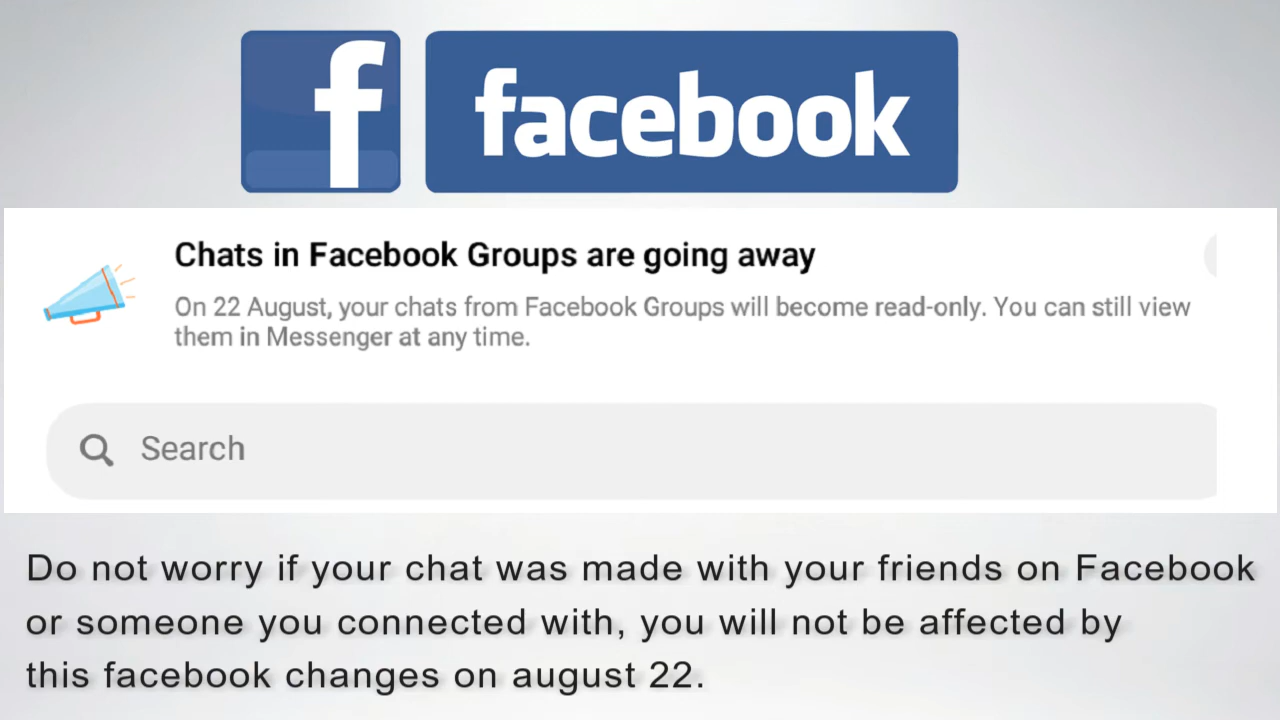 f facebook
Chats in Facebook Groups are going away
On 22 August, your chats from Facebook Groups will become read-only. You can still view
them in Messenger at any time.
Search
Do not worry if your chat was made with your friends on Facebook
or someone you connected with, you will not be affected by
this facebook changes on august 22.